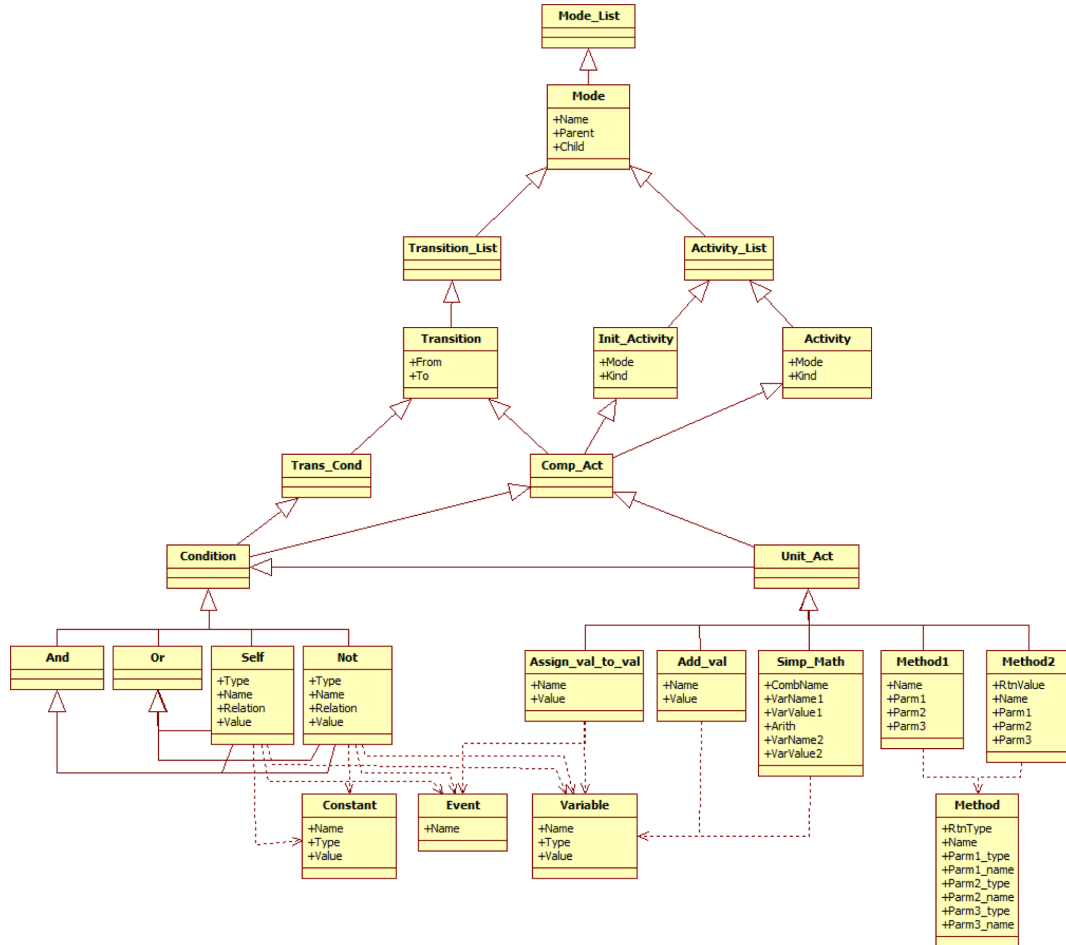 Mode_List
Mode
+Name
+Parent
+Child
Transition_List
Activity_List
Transition
+From
+To
Init_Activity
+Mode
+Kind
Activity
+Mode
+Kind
Trans_Cond
Comp_Act
Condition
Unit_Act
And
Or
Self
+Type
+Name
+Relation
+Value
Not
+Type
+Name
+Relation
+Value
Assign_val_to_val
+Name
+Value
Add_val
+Name
+Value
Simp_Math
+CombName
+VarName1
+VarValue1
+Arith
+VarName2
+VarValue2
Method1
+Name
+Parm1
+Parm2
+Parm3
Method2
+RtnValue
+Name
+Parm1
+Parm2
+Parm3
Constant
+Name
+Type
+Value
Event
+Name
Variable
+Name
+Type
+Value
Method
+RtnType
+Name
+Parm1_type
+Parm1_name
+Parm2_type
+Parm2_name
+Parm3_type
+Parm3_name